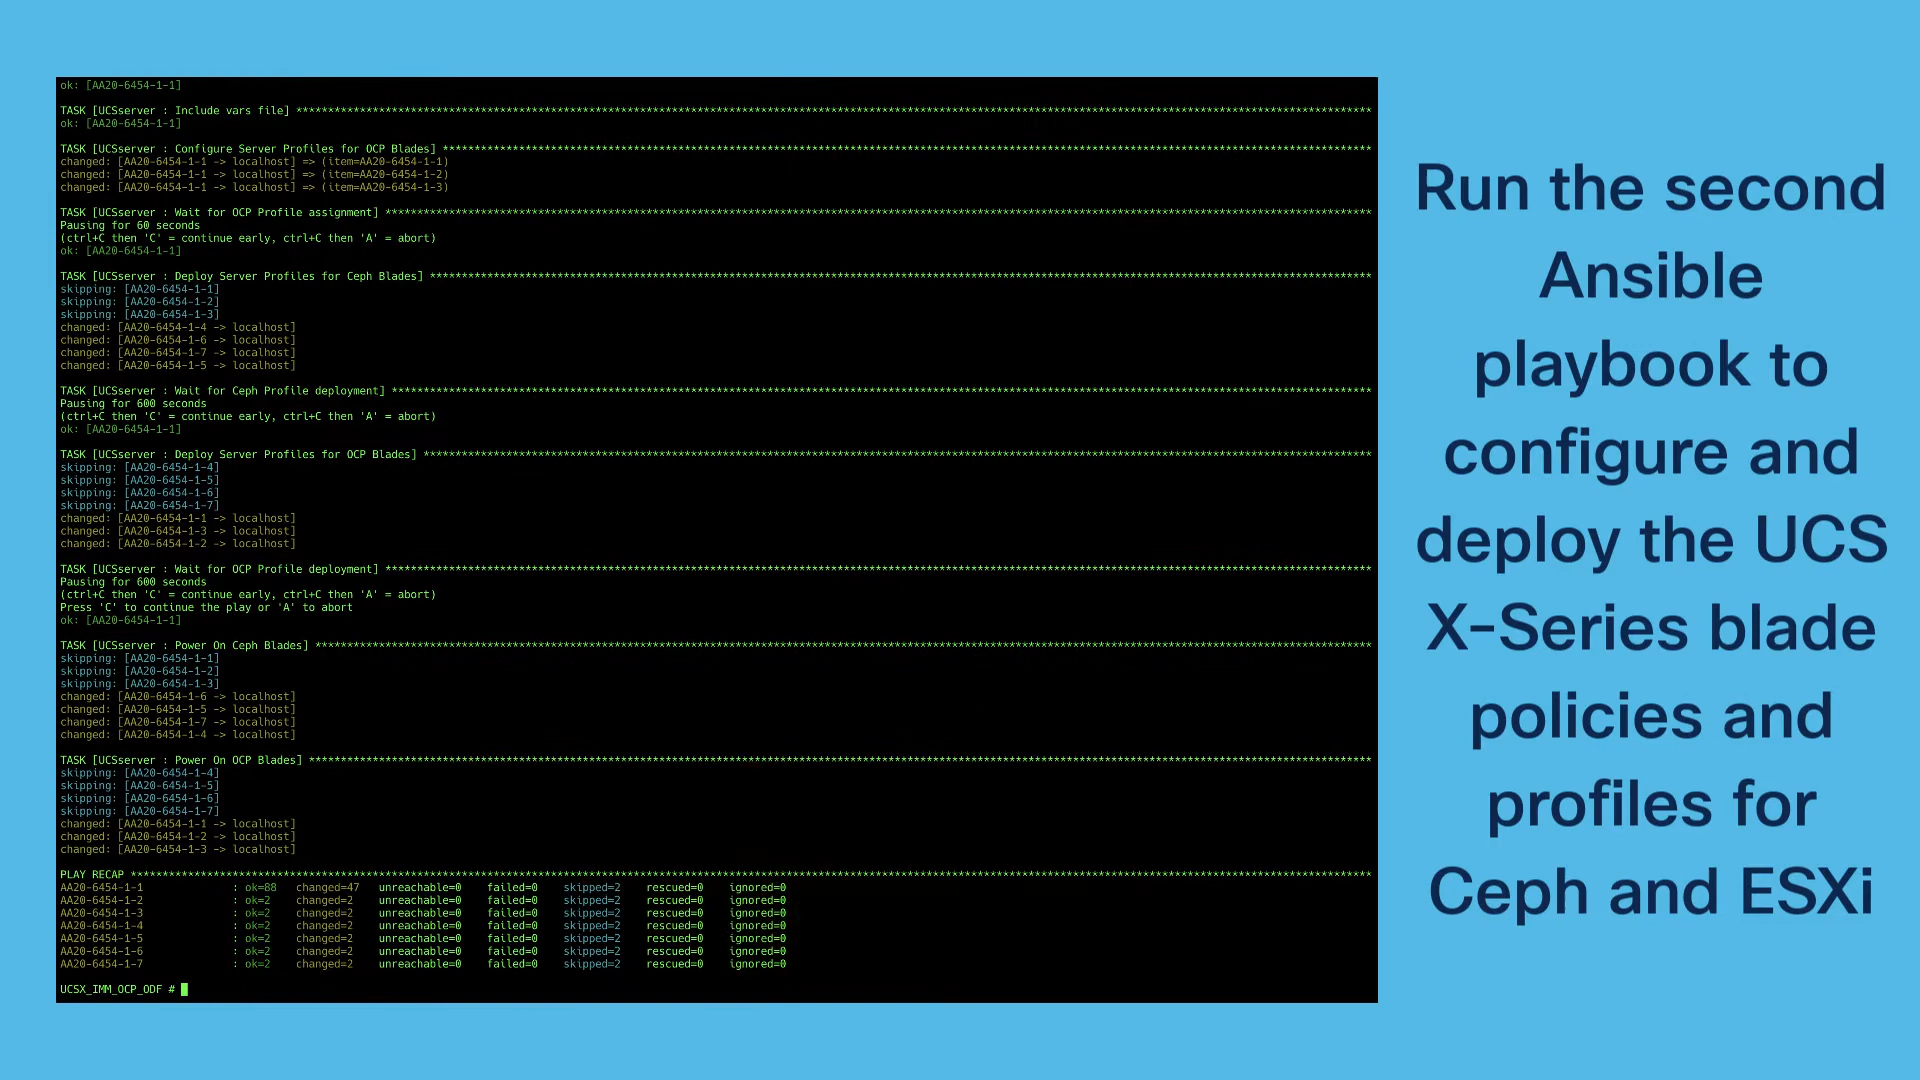 ok: [AA20-6454-1-1]
TASK [UCSserver : Include vars file] ****************************************************************************************************************************************************************
ok: [AA20-6454-1-1]
TASK [UCSserver : Configure Server Profiles for OCP Blades] *****************************************************************************************************************************************
changed: [AA20-6454-1-1 -> localhost] => (item=AA20-6454-1-1)
changed: [AA20-6454-1-1 -> localhost] => (item=AA20-6454-1-2)
changed: [AA20-6454-1-1 -> localhost] => (item=AA20-6454-1-3)
TASK [UCSserver : Wait for OCP Profile assignment] **************************************************************************************************************************************************
Pausing for 60 seconds
(ctrl+C then 'C' = continue early, ctrl+C then 'A' = abort)
ok: [AA20-6454-1-1]
TASK [UCSserver : Deploy Server Profiles for Ceph Blades] *******************************************************************************************************************************************
skipping: [AA20-6454-1-1]
skipping: [AA20-6454-1-2]
skipping: [AA20-6454-1-3]
changed: [AA20-6454-1-4 -> localhost]
changed: [AA20-6454-1-6 -> localhost]
changed: [AA20-6454-1-7 -> localhost]
changed: [AA20-6454-1-5 -> localhost]
TASK [UCSserver : Wait for Ceph Profile deployment] *************************************************************************************************************************************************
Pausing for 600 seconds
(ctrl+C then 'C' = continue early, ctrl+C then 'A' = abort)
ok: [AA20-6454-1-1]
TASK [UCSserver : Deploy Server Profiles for OCP Blades] ********************************************************************************************************************************************
skipping: [AA20-6454-1-4]
skipping: [AA20-6454-1-5]
skipping: [AA20-6454-1-6]
skipping: [AA20-6454-1-7]
changed: [AA20-6454-1-1 -> localhost]
changed: [AA20-6454-1-3 -> localhost]
changed: [AA20-6454-1-2 -> localhost]
TASK [UCSserver : Wait for OCP Profile deployment] **************************************************************************************************************************************************
Pausing for 600 seconds
(ctrl+C then 'C' = continue early, ctrl+C then 'A' = abort)
Press 'C' to continue the play or 'A' to abort
ok: [AA20-6454-1-1]
TASK [UCSserver : Power On Ceph Blades] *************************************************************************************************************************************************************
skipping: [AA20-6454-1-1]
skipping: [AA20-6454-1-2]
skipping: [AA20-6454-1-3]
changed: [AA20-6454-1-6 -> localhost]
changed: [AA20-6454-1-5 -> localhost]
changed: [AA20-6454-1-7 -> localhost]
changed: [AA20-6454-1-4 -> localhost]
TASK [UCSserver : Power On OCP Blades] **************************************************************************************************************************************************************
skipping: [AA20-6454-1-4]
skipping: [AA20-6454-1-5]
skipping: [AA20-6454-1-6]
skipping: [AA20-6454-1-7]
changed: [AA20-6454-1-1 -> localhost]
changed: [AA20-6454-1-2 -> localhost]
changed: [AA20-6454-1-3 -> localhost]
PLAY RECAP ******************************************************************************************************************************************************************************************
AA20-6454-1-1 : ok=88 changed=47 unreachable=0 failed=0 skipped=2 rescued=0 ignored=0
AA20-6454-1-2 : ok=2 changed=2 unreachable=0 failed=0 skipped=2 rescued=0 ignored=0
AA20-6454-1-3 : ok=2 changed=2 unreachable=0 failed=0 skipped=2 rescued=0 ignored=0
AA20-6454-1-4 : ok=2 changed=2 unreachable=0 failed=0 skipped=2 rescued=0 ignored=0
AA20-6454-1-5 : ok=2 changed=2 unreachable=0 failed=0 skipped=2 rescued=0 ignored=0
AA20-6454-1-6 : ok=2 changed=2 unreachable=0 failed=0 skipped=2 rescued=0 ignored=0
AA20-6454-1-7 : ok=2 changed=2 unreachable=0 failed=0 skipped=2 rescued=0 ignored=0
UCSX_IMM_OCP_ODF #
Run the second
Ansible
playbook to
configure and
deploy the UCS
X-Series blade
policies and
profiles for
Ceph and ESXi